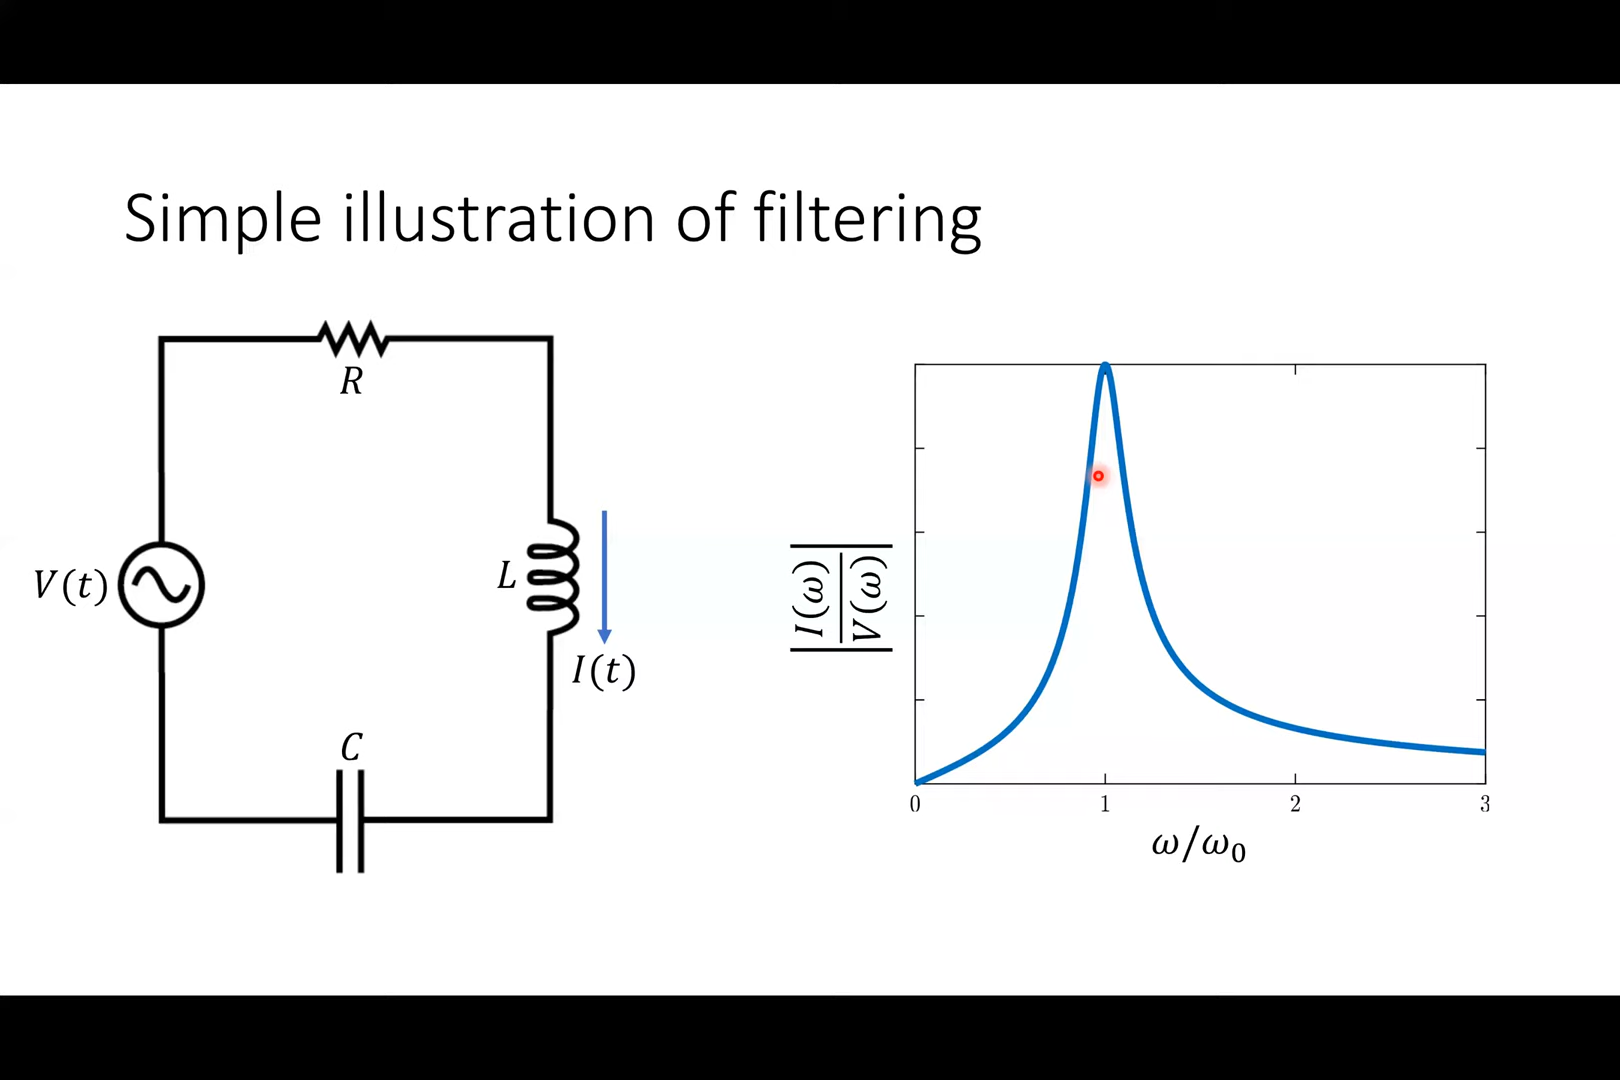 Simple illustration of filtering
R
V(t)
L
I(t)
C
|I(ω)/V(ω)|
0 1 2 3
ω/ω₀